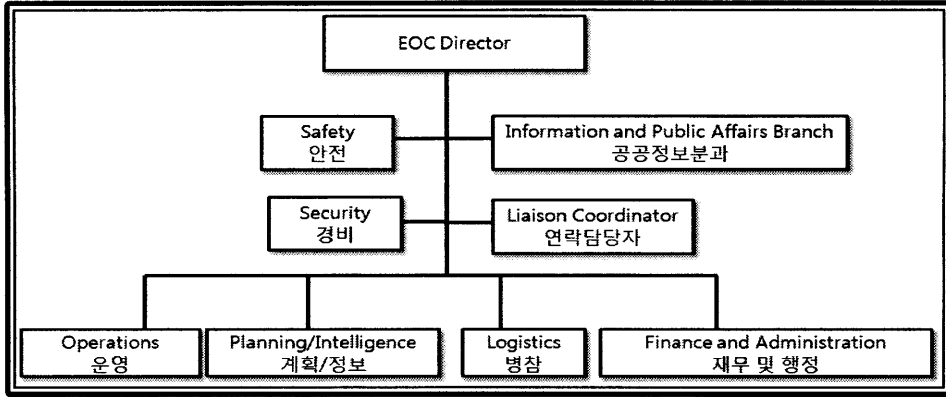 EOC Director
Safety
안전
Information and Public Affairs Branch
공공정보분과
Security
경비
Liaison Coordinator
연락담당자
Operations
운영
Planning/Intelligence
계획/정보
Logistics
병참
Finance and Administration
재무 및 행정